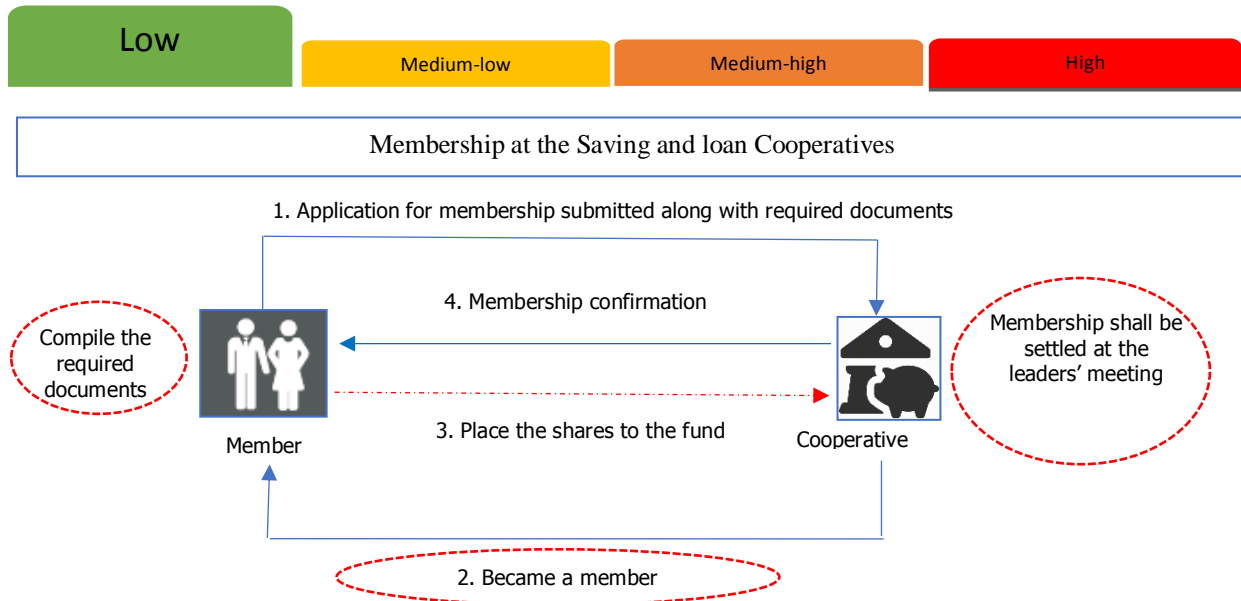 Low
Medium-low
Medium-high
High
Membership at the Saving and loan Cooperatives
1. Application for membership submitted along with required documents
4. Membership confirmation
Compile the
required
documents
Membership shall be
settled at the
leaders’ meeting
3. Place the shares to the fund
Member
Cooperative
2. Became a member